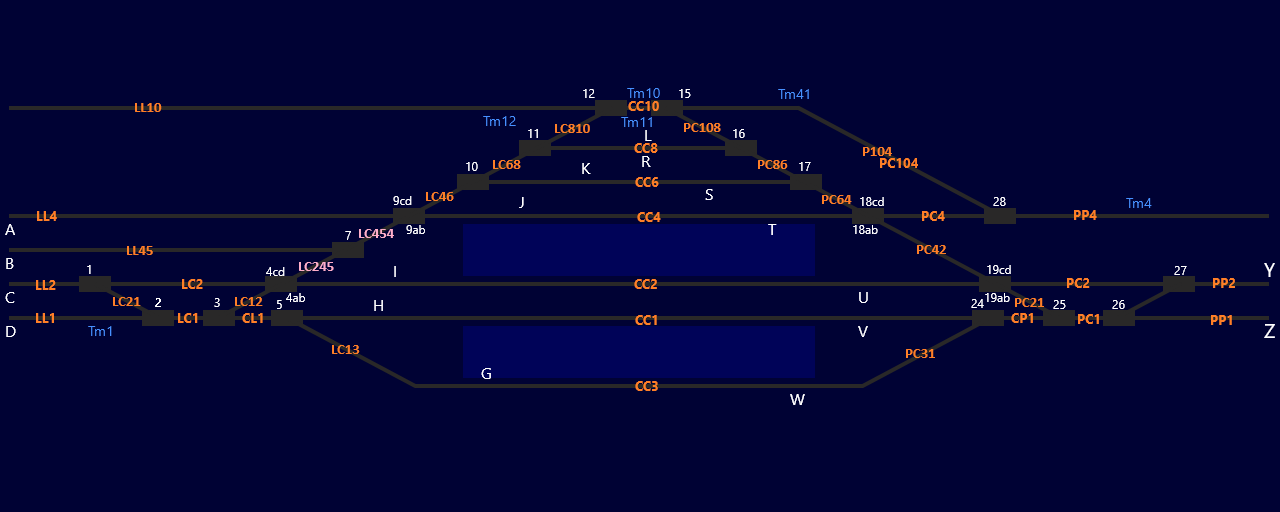 12 Tm10 15 Tm41
LL10 CC10
Tm12 Tm11
11 LC810 L PC108 16
CC8 P104
10 LC68 K R PC86 17 PC104
CC6
9cd LC46 J S PC64 18cd 28 Tm4
LL4 CC4 PC4 PP4
A 9ab T 18ab
7 LC454
LL45 PC42
B LC245 I 19cd 27 Y
1 4cd
LL2 LC2 CC2 PC2 PP2
C LC21 2 3 LC12 4ab H U 24 19ab PC21 25 26
5
LL1 LC1 CL1 CC1 CP1 PC1 PP1
D Tm1 V Z
LC13 PC31
G
CC3
W